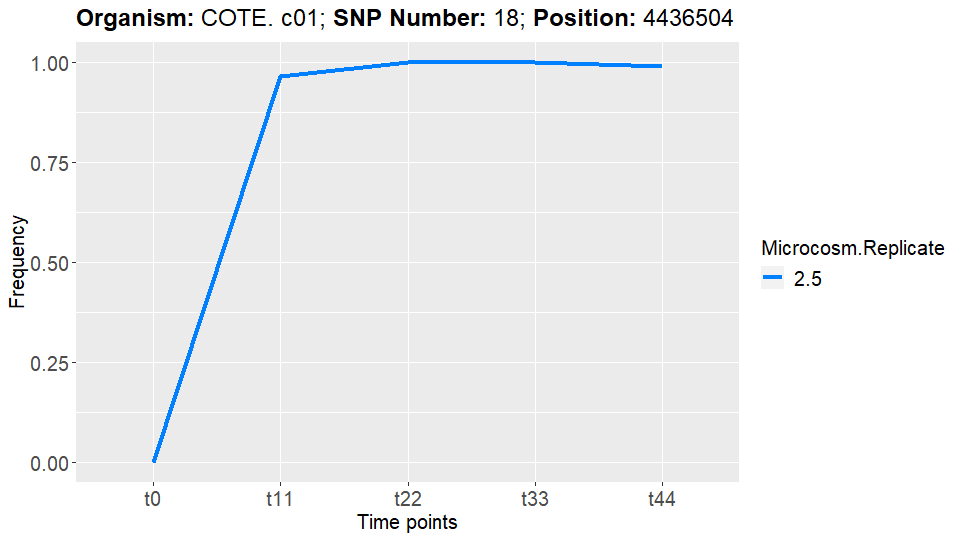 Organism: COTE. c01; SNP Number: 18; Position: 4436504
1.00
0.75
0.50
0.25
0.00
Frequency
t0 t11 t22 t33 t44
Time points
Microcosm.Replicate
2.5